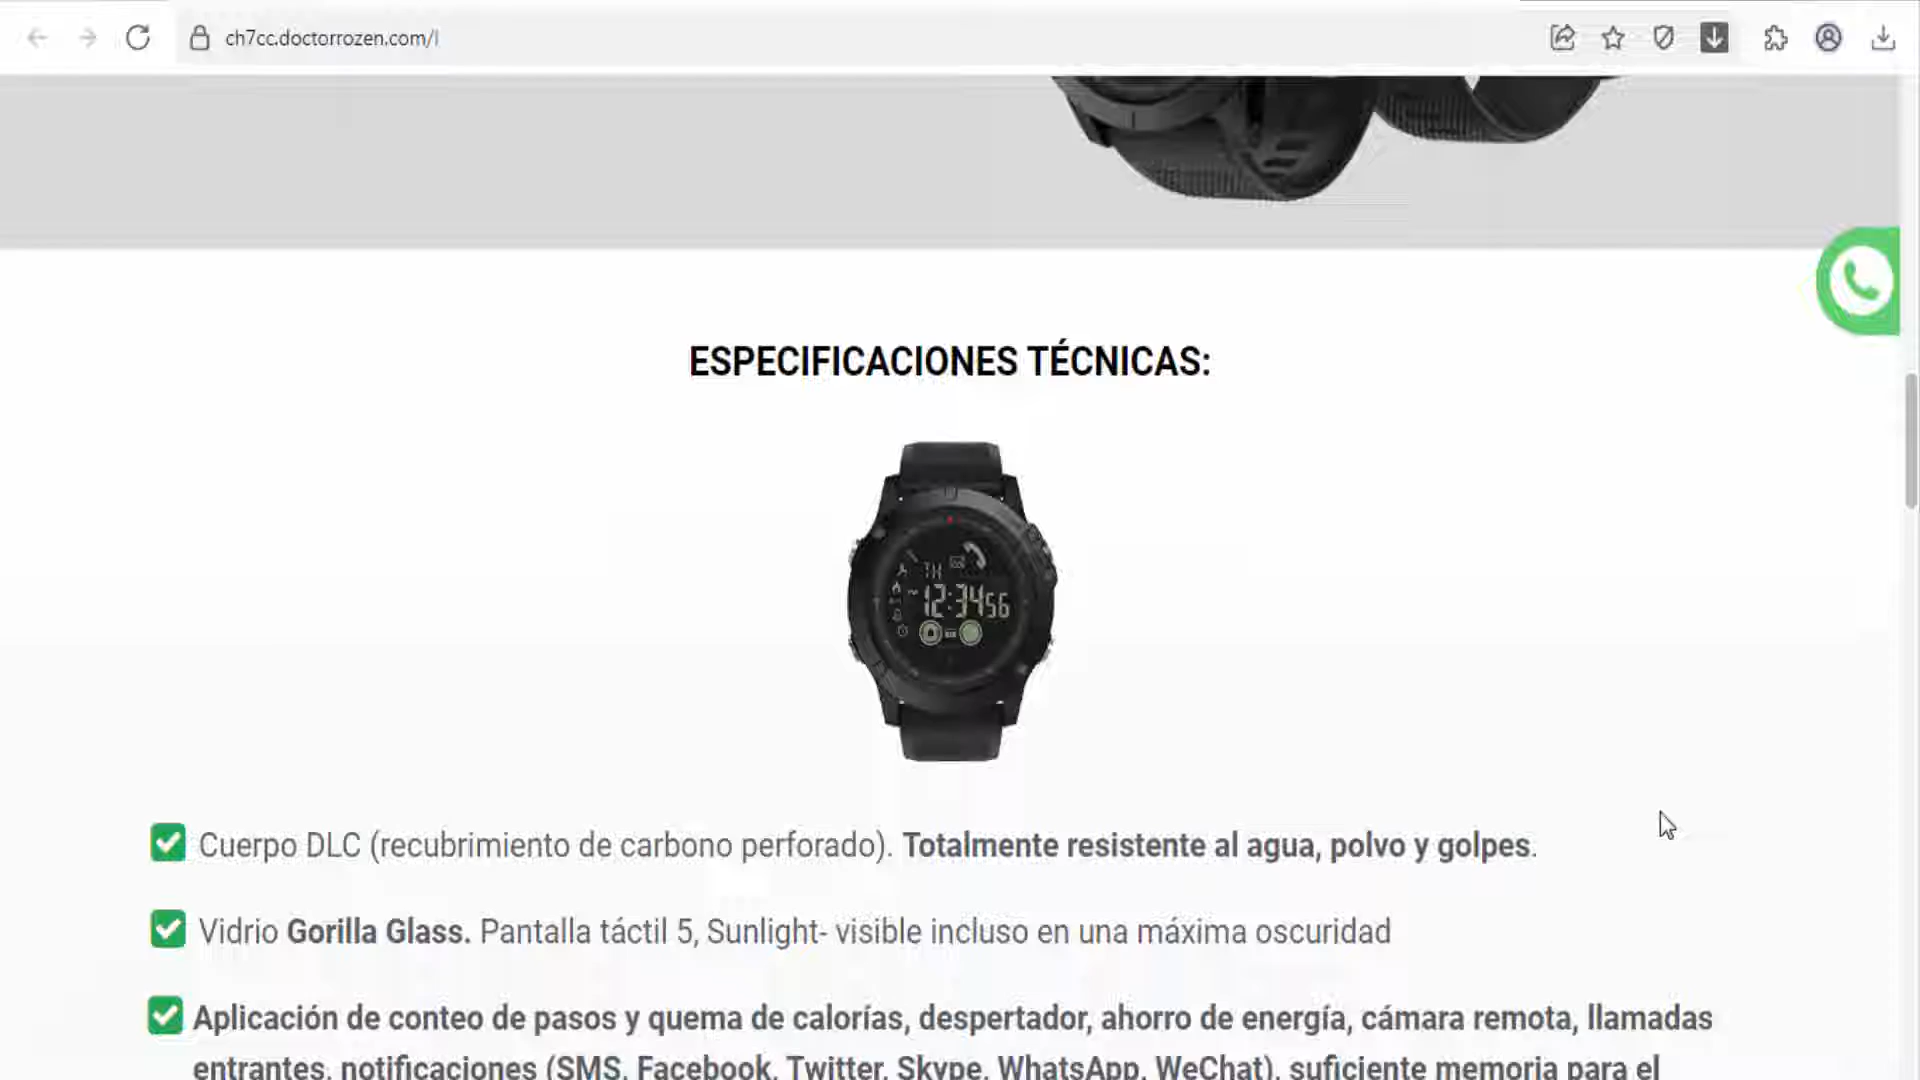 ch7cc.doctorrozen.com/l
ESPECIFICACIONES TÉCNICAS:
TH
12:3456
Cuerpo DLC (recubrimiento de carbono perforado). Totalmente resistente al agua, polvo y golpes.
Vidrio Gorilla Glass. Pantalla táctil 5, Sunlight- visible incluso en una máxima oscuridad
Aplicación de conteo de pasos y quema de calorías, despertador, ahorro de energía, cámara remota, llamadas
entrantes, notificaciones (SMS, Facebook, Twitter, Skype, WhatsApp, WeChat), suficiente memoria para el